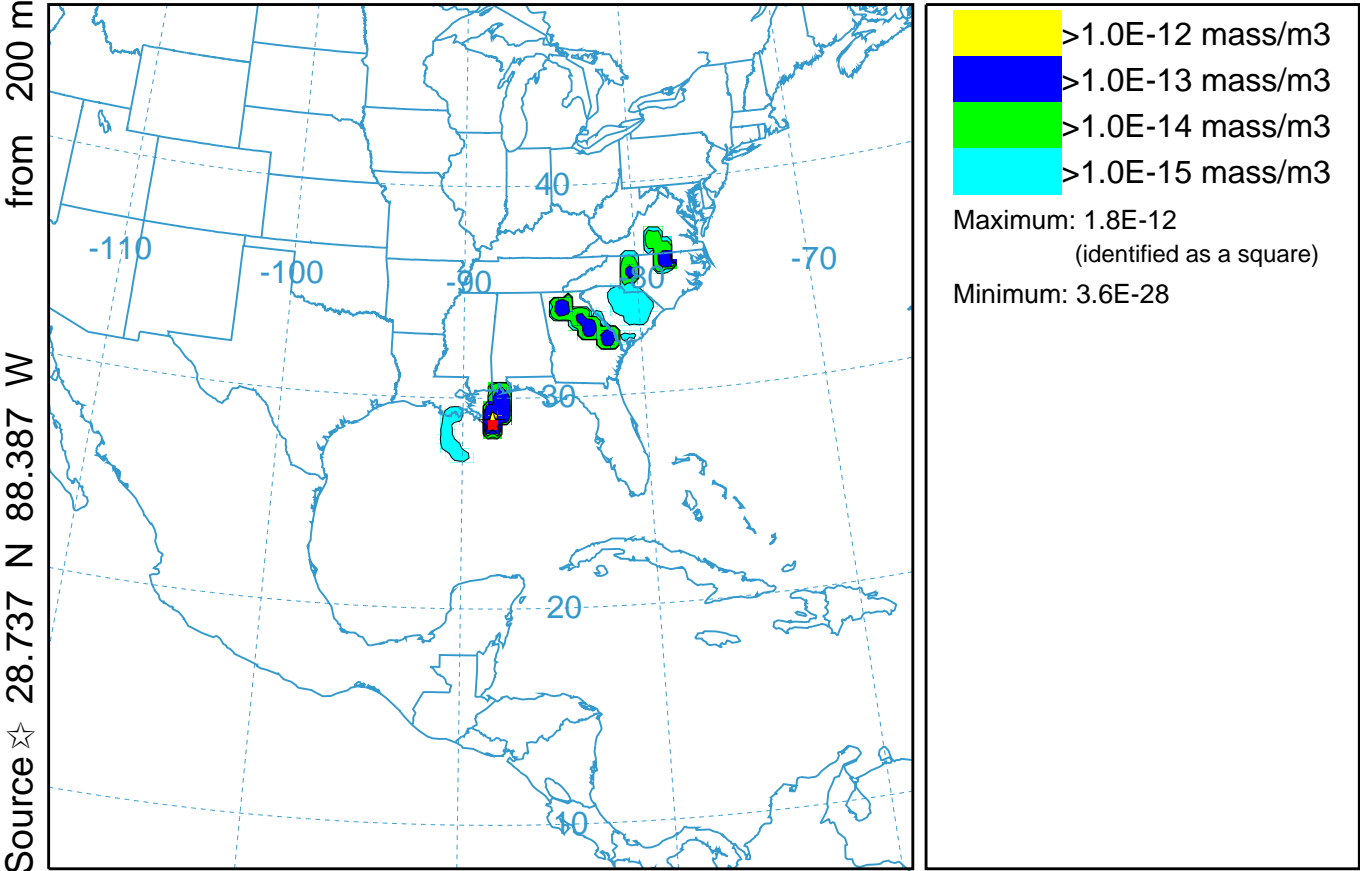 Source ☆ 28.737 N 88.387 W from 200 m
-110
-100
-90
-80
-70
40
30
20
10
>1.0E-12 mass/m3
>1.0E-13 mass/m3
>1.0E-14 mass/m3
>1.0E-15 mass/m3
Maximum: 1.8E-12
(identified as a square)
Minimum: 3.6E-28